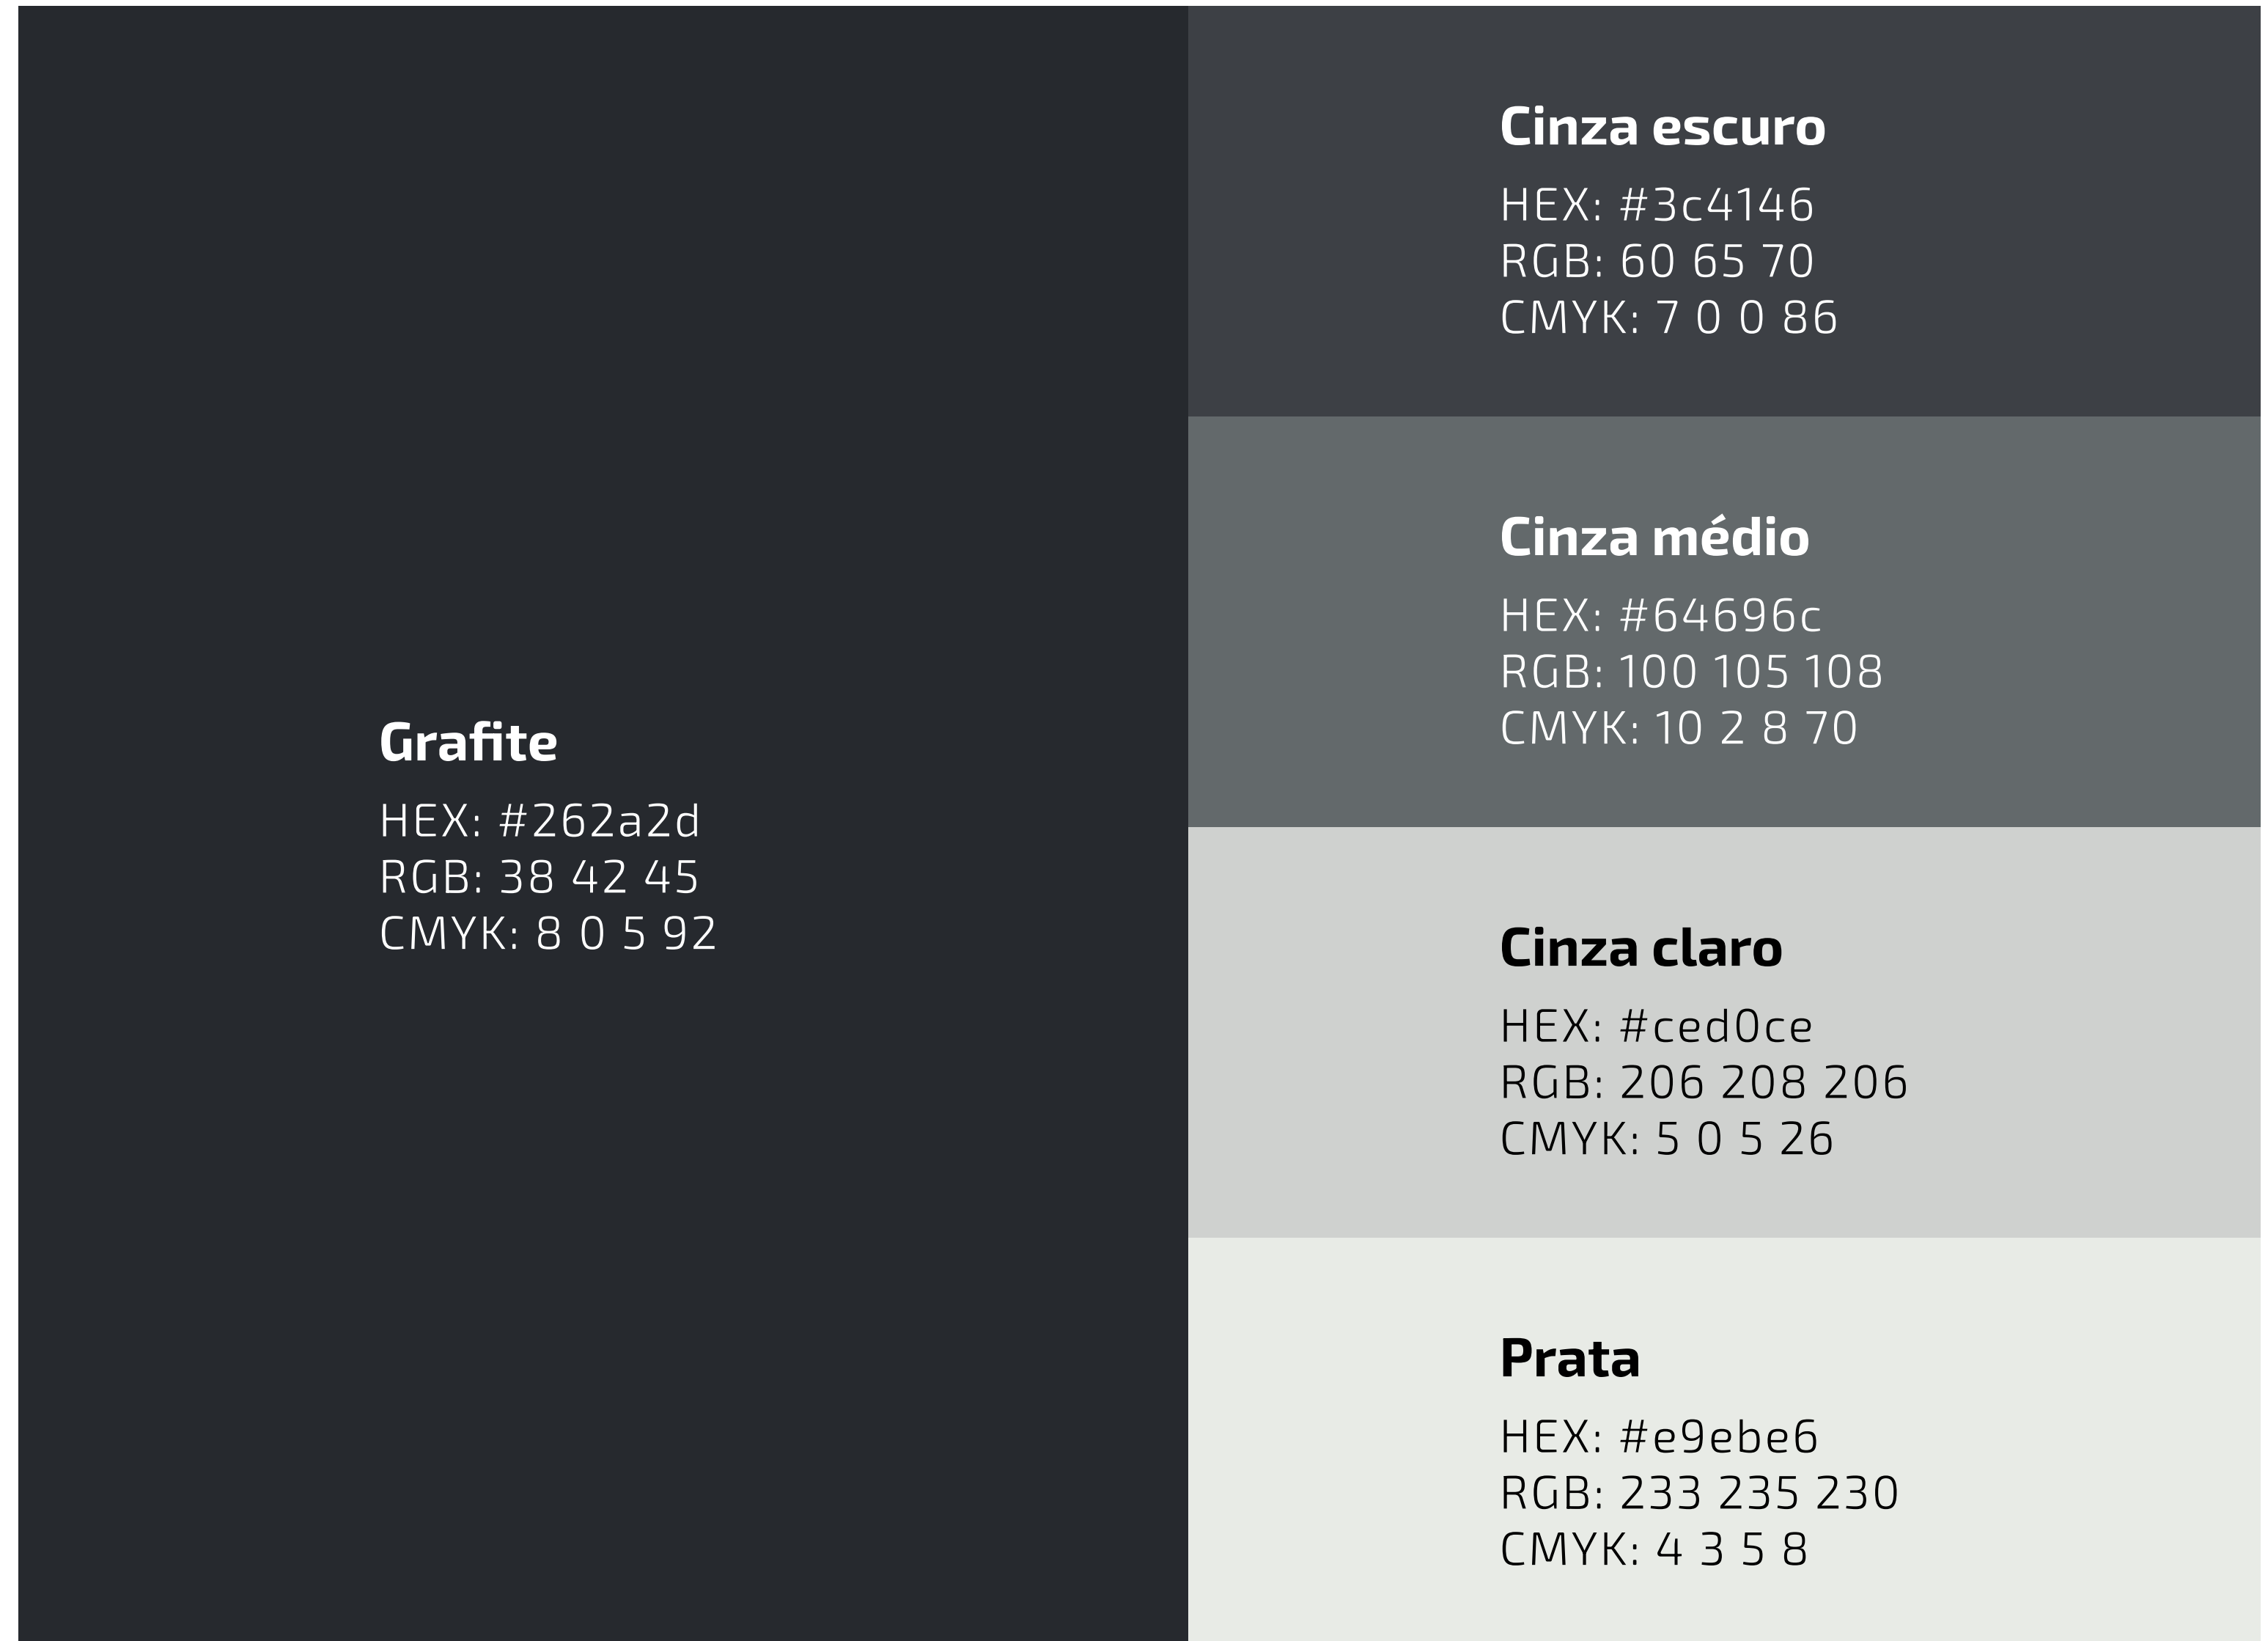 Grafite
HEX: #262a2d
RGB: 38 42 45
CMYK: 8 0 5 92
Cinza escuro
HEX: #3c4146
RGB: 60 65 70
CMYK: 7 0 0 86
Cinza médio
HEX: #64696c
RGB: 100 105 108
CMYK: 10 2 8 70
Cinza claro
HEX: #ced0ce
RGB: 206 208 206
CMYK: 5 0 5 26
Prata
HEX: #e9ebe6
RGB: 233 235 230
CMYK: 4 3 5 8